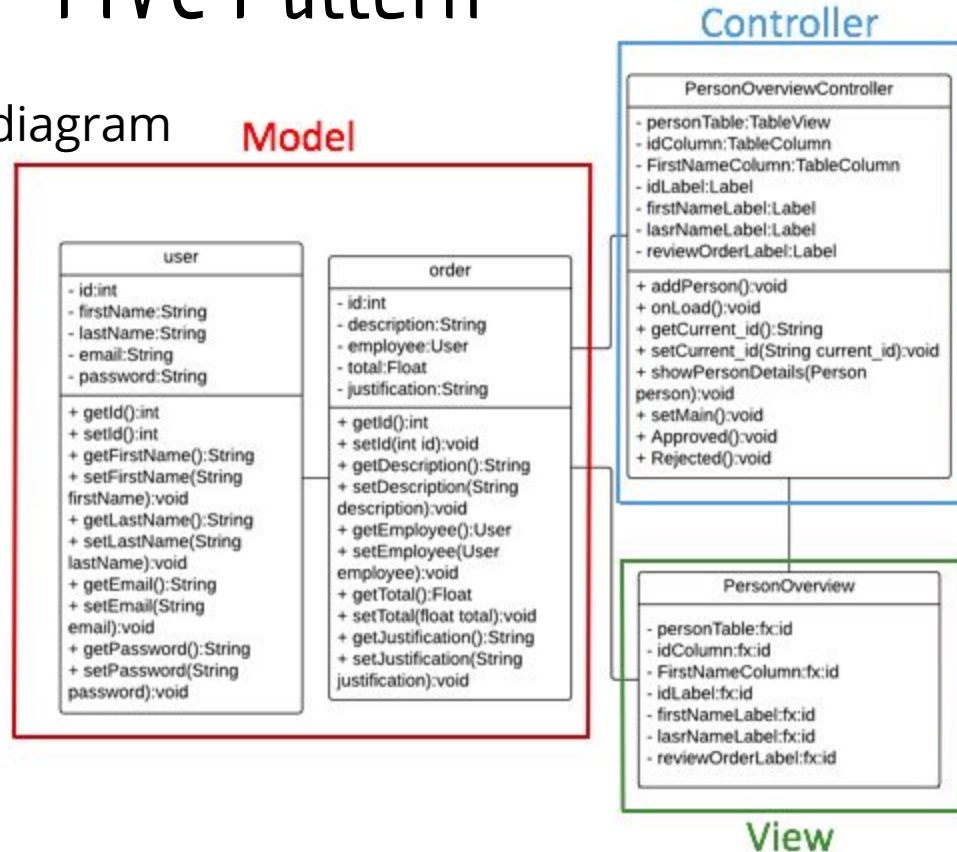 MVC Pattern
diagram
Model
user
- id:int
- firstName:String
- lastName:String
- email:String
- password:String
+ getId():int
+ setId():int
+ getFirstName():String
+ setFirstName(String
firstName):void
+ getLastName():String
+ setLastName(String
lastName):void
+ getEmail():String
+ setEmail(String
email):void
+ getPassword():String
+ setPassword(String
password):void
order
- id:int
- description:String
- employee:User
- total:Float
- justification:String
+ getId():int
+ setId(int id):void
+ getDescription():String
+ setDescription(String
description):void
+ getEmployee():User
+ setEmployee(User
employee):void
+ getTotal():Float
+ setTotal(float total):void
+ getJustification():String
+ setJustification(String
justification):void
Controller
PersonOverviewController
- personTable:TableView
- idColumn:TableColumn
- FirstNameColumn:TableColumn
- idLabel:Label
- firstNameLabel:Label
- lasrNameLabel:Label
- reviewOrderLabel:Label
+ addPerson():void
+ onLoad():void
+ getCurrent_id():String
+ setCurrent_id(String current_id):void
+ showPersonDetails(Person
person):void
+ setMain():void
+ Approved():void
+ Rejected():void
PersonOverview
- personTable:fx:id
- idColumn:fx:id
- FirstNameColumn:fx:id
- idLabel:fx:id
- firstNameLabel:fx:id
- lasrNameLabel:fx:id
- reviewOrderLabel:fx:id
View